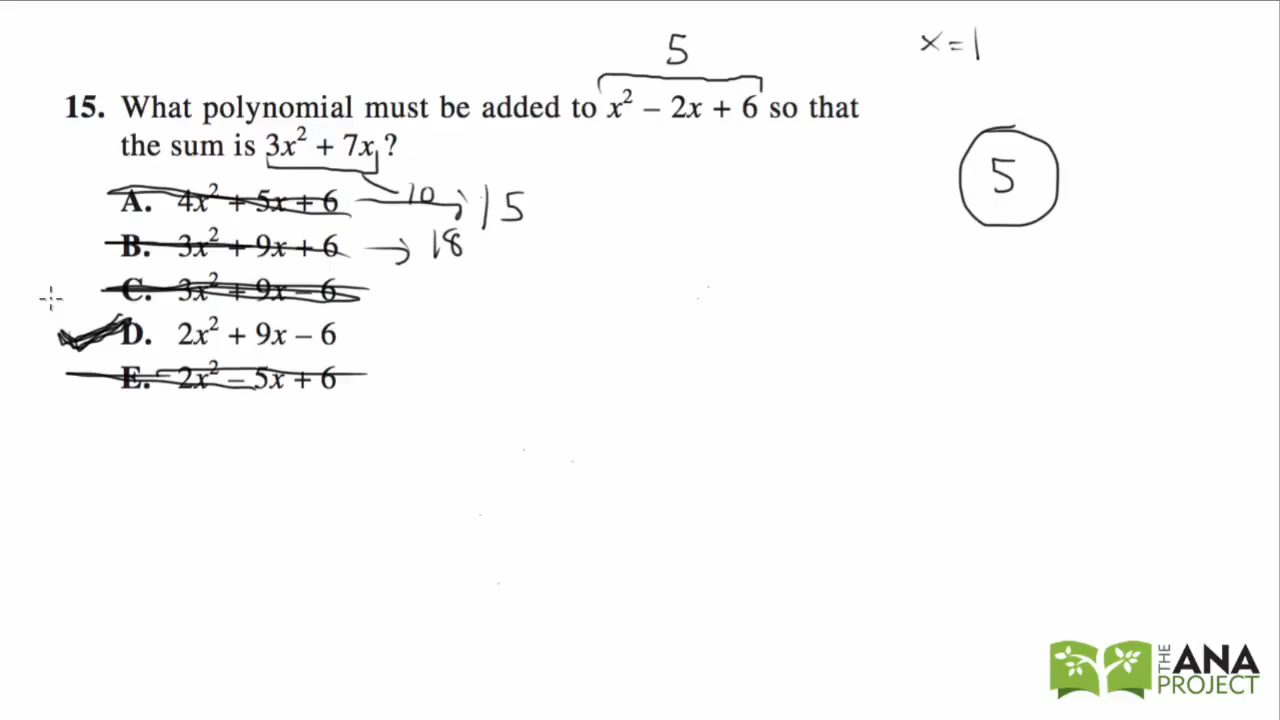 5
x = 1
15. What polynomial must be added to x² – 2x + 6 so that
the sum is 3x² + 7x ?
5
A. 4x² + 5x + 6 10 15
B. 3x² + 9x + 6 → 18
C. 3x² + 9x – 6
D. 2x² + 9x – 6
E. –2x² – 5x + 6
THE ANA
PROJECT